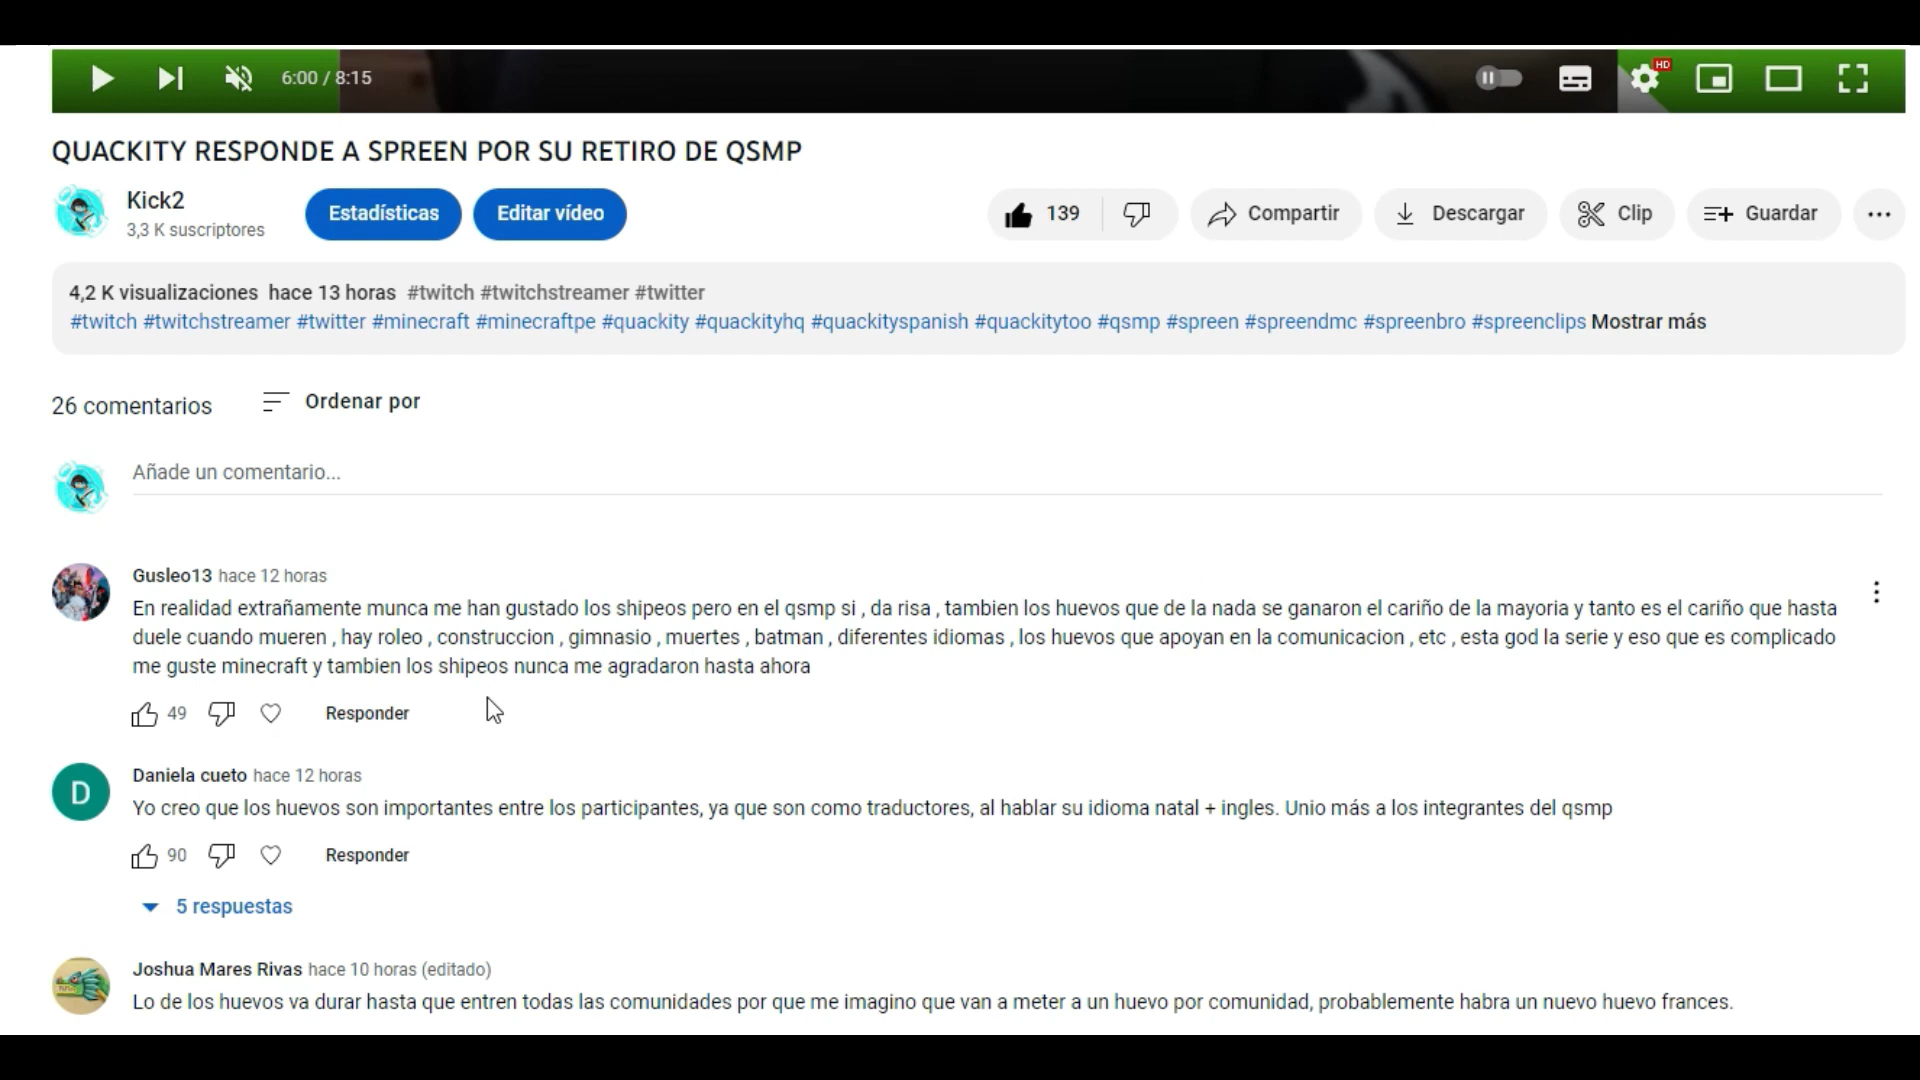 6:00 / 8:15
HD
QUACKITY RESPONDE A SPREEN POR SU RETIRO DE QSMP
Kick2
3,3 K suscriptores
Estadísticas
Editar vídeo
139
Compartir
Descargar
Clip
Guardar
4,2 K visualizaciones hace 13 horas #twitch #twitchstreamer #twitter
#twitch #twitchstreamer #twitter #minecraft #minecraftpe #quackity #quackityhq #quackityspanish #quackitytoo #qsmp #spreen #spreendmc #spreenbro #spreenclips Mostrar más
26 comentarios
Ordenar por
Añade un comentario...
Gusleo13 hace 12 horas
En realidad extrañamente munca me han gustado los shipeos pero en el qsmp si , da risa , tambien los huevos que de la nada se ganaron el cariño de la mayoria y tanto es el cariño que hasta
duele cuando mueren , hay roleo , construccion , gimnasio , muertes , batman , diferentes idiomas , los huevos que apoyan en la comunicacion , etc , esta god la serie y eso que es complicado
me guste minecraft y tambien los shipeos nunca me agradaron hasta ahora
49
Responder
D
Daniela cueto hace 12 horas
Yo creo que los huevos son importantes entre los participantes, ya que son como traductores, al hablar su idioma natal + ingles. Unio más a los integrantes del qsmp
90
Responder
5 respuestas
Joshua Mares Rivas hace 10 horas (editado)
Lo de los huevos va durar hasta que entren todas las comunidades por que me imagino que van a meter a un huevo por comunidad, probablemente habra un nuevo huevo frances.